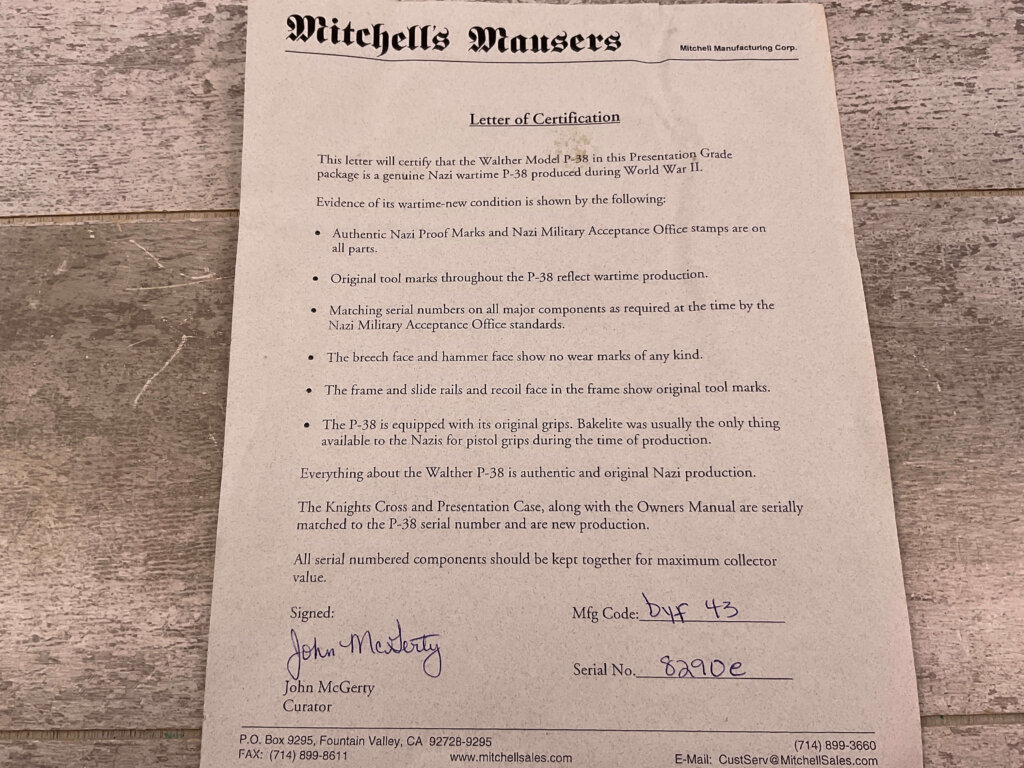 Mitchell's Mausers
Mitchell Manufacturing Corp.
Letter of Certification
This letter will certify that the Walther Model P-38 in this Presentation Grade
package is a genuine Nazi wartime P-38 produced during World War II.
Evidence of its wartime-new condition is shown by the following:
• Authentic Nazi Proof Marks and Nazi Military Acceptance Office stamps are on
all parts.
• Original tool marks throughout the P-38 reflect wartime production.
• Matching serial numbers on all major components as required at the time by the
Nazi Military Acceptance Office standards.
• The breech face and hammer face show no wear marks of any kind.
• The frame and slide rails and recoil face in the frame show original tool marks.
• The P-38 is equipped with its original grips. Bakelite was usually the only thing
available to the Nazis for pistol grips during the time of production.
Everything about the Walther P-38 is authentic and original Nazi production.
The Knights Cross and Presentation Case, along with the Owners Manual are serially
matched to the P-38 serial number and are new production.
All serial numbered components should be kept together for maximum collector
value.
Signed:
John McGerty
John McGerty
Curator
Mfg Code: byf 43
Serial No. 8290e
P.O. Box 9295, Fountain Valley, CA 92728-9295
FAX: (714) 899-8611
www.mitchellsales.com
(714) 899-3660
E-Mail: CustServ@MitchellSales.com